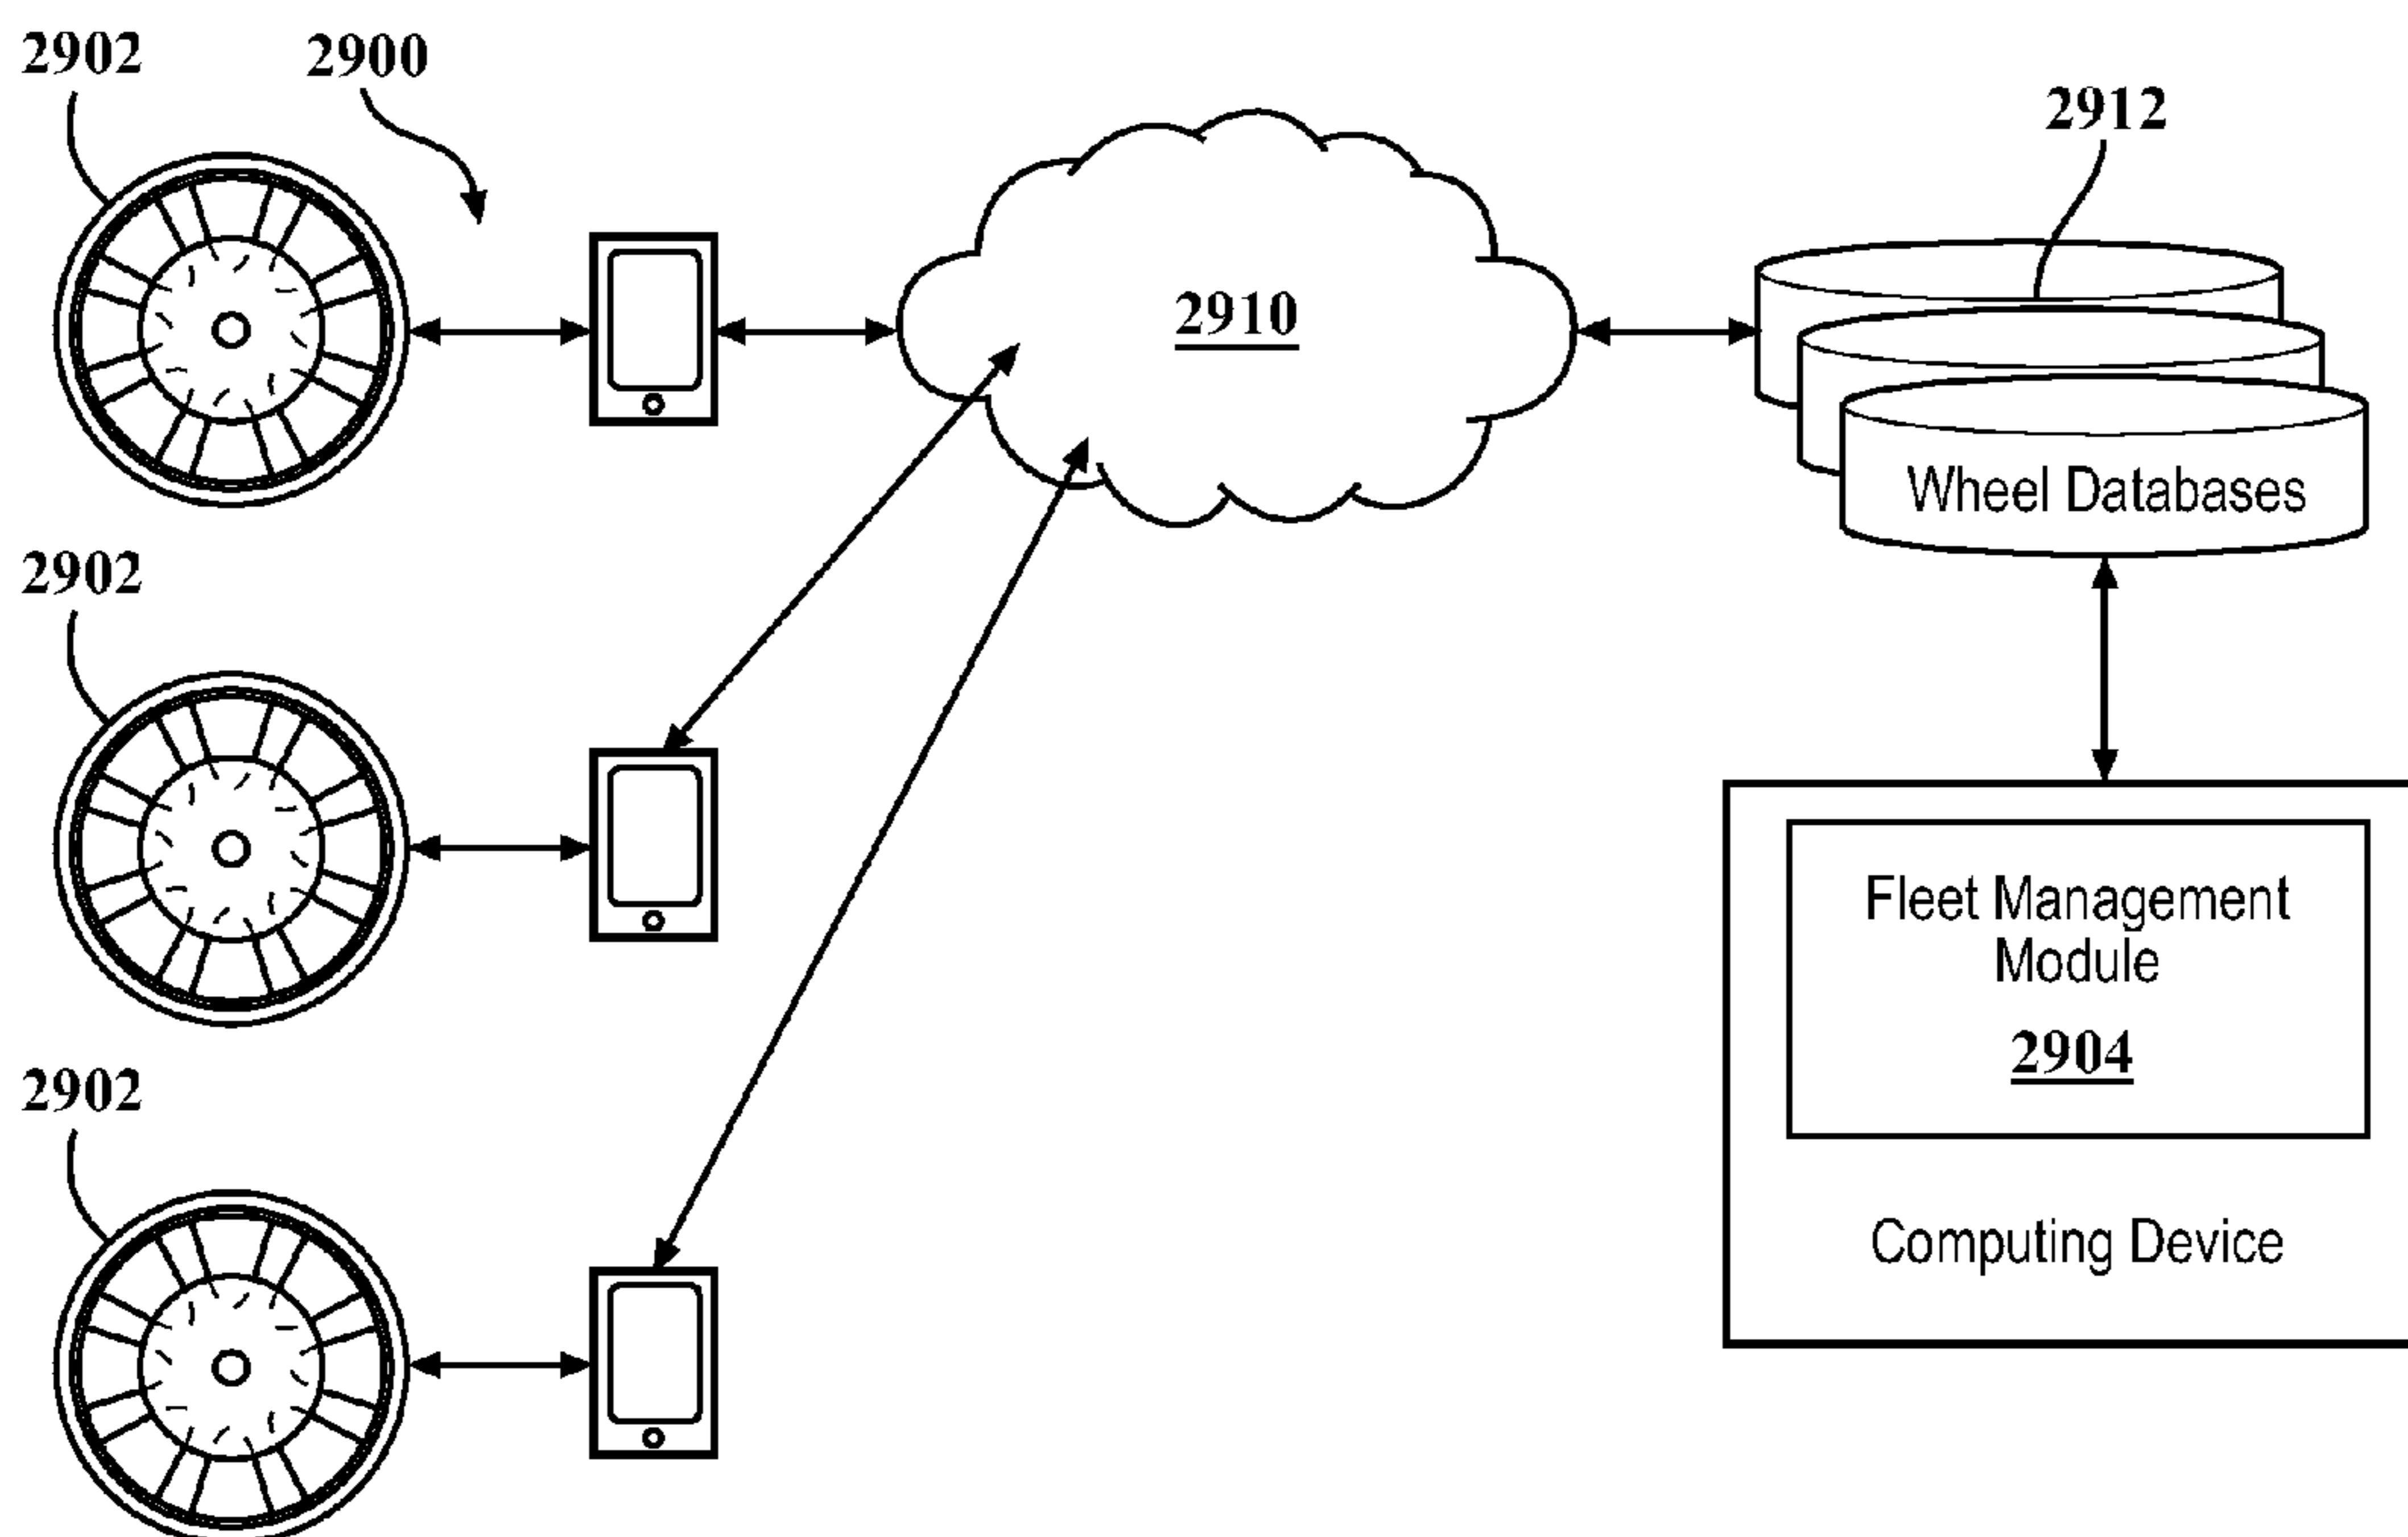 2902
2900
2912
2910
Wheel Databases
2902
Fleet Management
Module
2904
2902
Computing Device